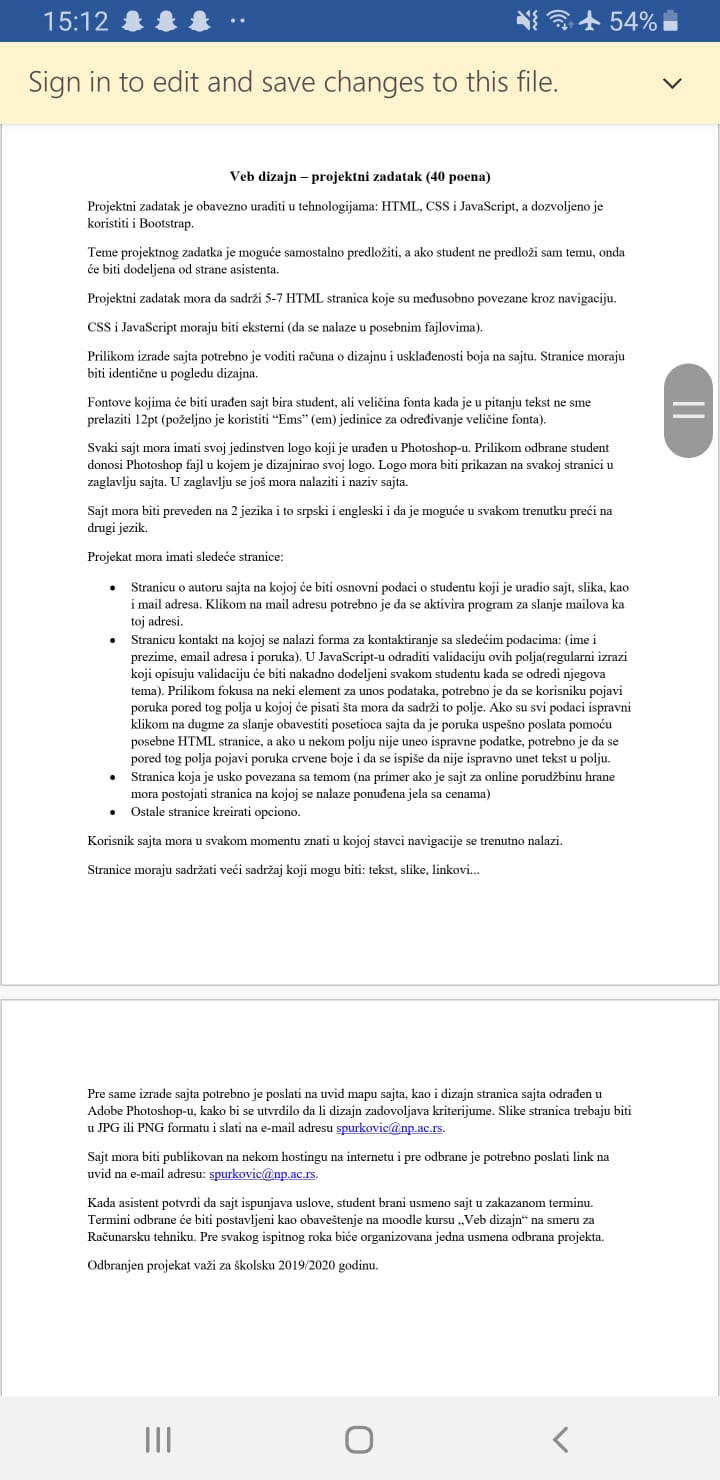 15:12
54%
Sign in to edit and save changes to this file.
Veb dizajn – projektni zadatak (40 poena)
Projektni zadatak je obavezno uraditi u tehnologijama: HTML, CSS i JavaScript, a dozvoljeno je
koristiti i Bootstrap.
Teme projektnog zadatka je moguće samostalno predložiti, a ako student ne predloži sam temu, onda
će biti dodeljena od strane asistenta.
Projektni zadatak mora da sadrži 5-7 HTML stranica koje su međusobno povezane kroz navigaciju.
CSS i JavaScript moraju biti eksterni (da se nalaze u posebnim fajlovima).
Prilikom izrade sajta potrebno je voditi računa o dizajnu i usklađenosti boja na sajtu. Stranice moraju
biti identične u pogledu dizajna.
Fontove kojima će biti urađen sajt bira student, ali veličina fonta kada je u pitanju tekst ne sme
prelaziti 12pt (poželjno je koristiti “Ems” (em) jedinice za određivanje veličine fonta).
Svaki sajt mora imati svoj jedinstven logo koji je urađen u Photoshop-u. Prilikom odbrane student
donosi Photoshop fajl u kojem je dizajnirao svoj logo. Logo mora biti prikazan na svakoj stranici u
zaglavlju sajta. U zaglavlju se još mora nalaziti i naziv sajta.
Sajt mora biti preveden na 2 jezika i to srpski i engleski i da je moguće u svakom trenutku preći na
drugi jezik.
Projekat mora imati sledeće stranice:
• Stranicu o autoru sajta na kojoj će biti osnovni podaci o studentu koji je uradio sajt, slika, kao
i mail adresa. Klikom na mail adresu potrebno je da se aktivira program za slanje mailova ka
toj adresi.
• Stranicu kontakt na kojoj se nalazi forma za kontaktiranje sa sledećim podacima: (ime i
prezime, email adresa i poruka). U JavaScript-u odraditi validaciju ovih polja(regularni izrazi
koji opisuju validaciju će biti nakadno dodeljeni svakom studentu kada se odredi njegova
tema). Prilikom fokusa na neki element za unos podataka, potrebno je da se korisniku pojavi
poruka pored tog polja u kojoj će pisati šta mora da sadrži to polje. Ako su svi podaci ispravni
klikom na dugme za slanje obavestiti posetioca sajta da je poruka uspešno poslata pomoću
posebne HTML stranice, a ako u nekom polju nije uneo ispravne podatke, potrebno je da se
pored tog polja pojavi poruka crvene boje i da se ispiše da nije ispravno unet tekst u polju.
• Stranica koja je usko povezana sa temom (na primer ako je sajt za online porudžbinu hrane
mora postojati stranica na kojoj se nalaze ponuđena jela sa cenama)
• Ostale stranice kreirati opciono.
Korisnik sajta mora u svakom momentu znati u kojoj stavci navigacije se trenutno nalazi.
Stranice moraju sadržati veći sadržaj koji mogu biti: tekst, slike, linkovi...
Pre same izrade sajta potrebno je poslati na uvid mapu sajta, kao i dizajn stranica sajta odrađen u
Adobe Photoshop-u, kako bi se utvrdilo da li dizajn zadovoljava kriterijume. Slike stranica trebaju biti
u JPG ili PNG formatu i slati na e-mail adresu spurkovic@np.ac.rs.
Sajt mora biti publikovan na nekom hostingu na internetu i pre odbrane je potrebno poslati link na
uvid na e-mail adresu: spurkovic@np.ac.rs.
Kada asistent potvrdi da sajt ispunjava uslove, student brani usmeno sajt u zakazanom terminu.
Termini odbrane će biti postavljeni kao obaveštenje na moodle kursu „Veb dizajn“ na smeru za
Računarsku tehniku. Pre svakog ispitnog roka biće organizovana jedna usmena odbrana projekta.
Odbranjen projekat važi za školsku 2019/2020 godinu.